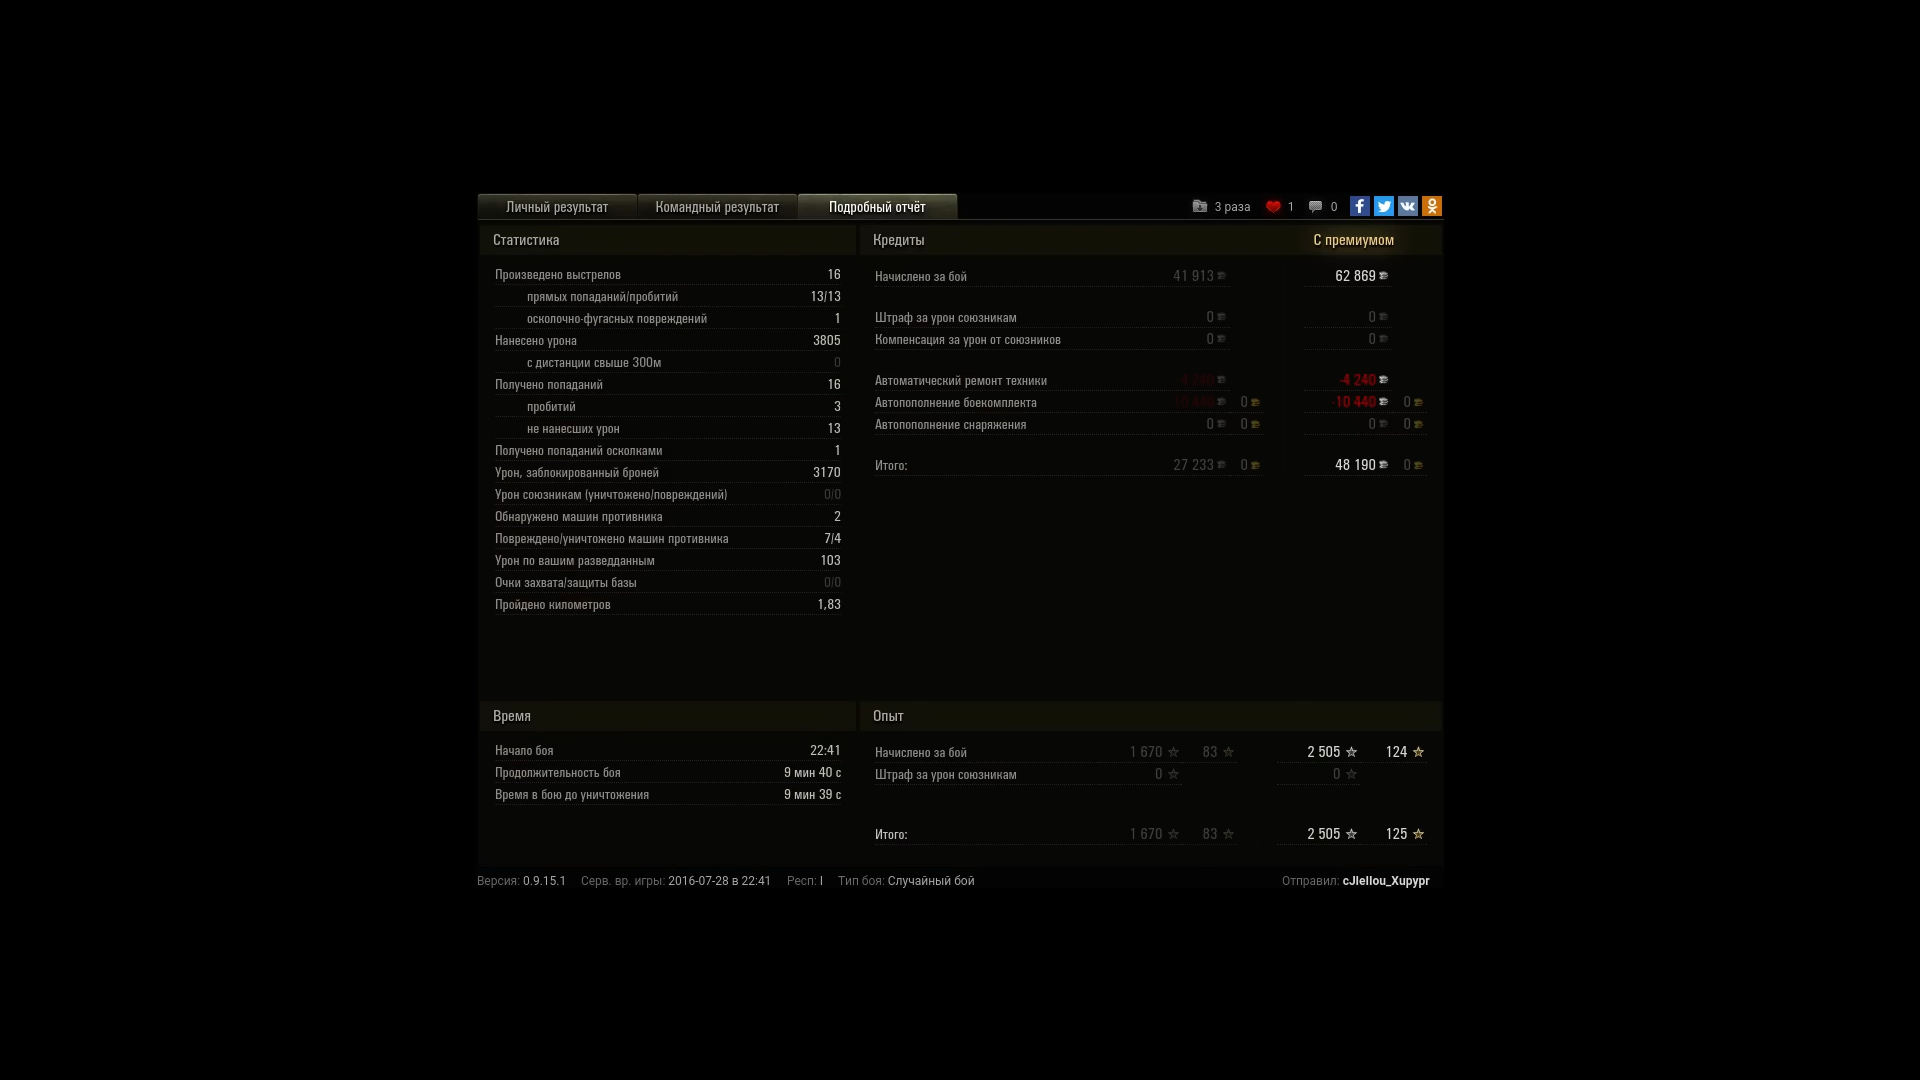 Личный результат Командный результат Подробный отчёт 3 раза 1 0
Статистика
Произведено выстрелов 16
прямых попаданий/пробитий 13/13
осколочно-фугасных повреждений 1
Нанесено урона 3805
с дистанции свыше 300м 0
Получено попаданий 16
пробитий 3
не нанесших урон 13
Получено попаданий осколками 1
Урон, заблокированный броней 3170
Урон союзникам (уничтожено/повреждений) 0/0
Обнаружено машин противника 2
Повреждено/уничтожено машин противника 7/4
Урон по вашим разведданным 103
Очки захвата/защиты базы 0/0
Пройдено километров 1,83
Кредиты С премиумом
Начислено за бой 41 913 62 869
Штраф за урон союзникам 0 0
Компенсация за урон от союзников 0 0
Автоматический ремонт техники -4 240
Автопополнение боекомплекта -10 440 0 -10 440 0
Автопополнение снаряжения 0 0 0 0
Итого: 27 233 0 48 190 0
Время
Начало боя 22:41
Продолжительность боя 9 мин 40 с
Время в бою до уничтожения 9 мин 39 с
Опыт
Начислено за бой 1 670 83 2 505 124
Штраф за урон союзникам 0 0
Итого: 1 670 83 2 505 125
Версия: 0.9.15.1 Серв. вр. игры: 2016-07-28 в 22:41 Респ: I Тип боя: Случайный бой Отправил: cJIeIIou_Xupypr